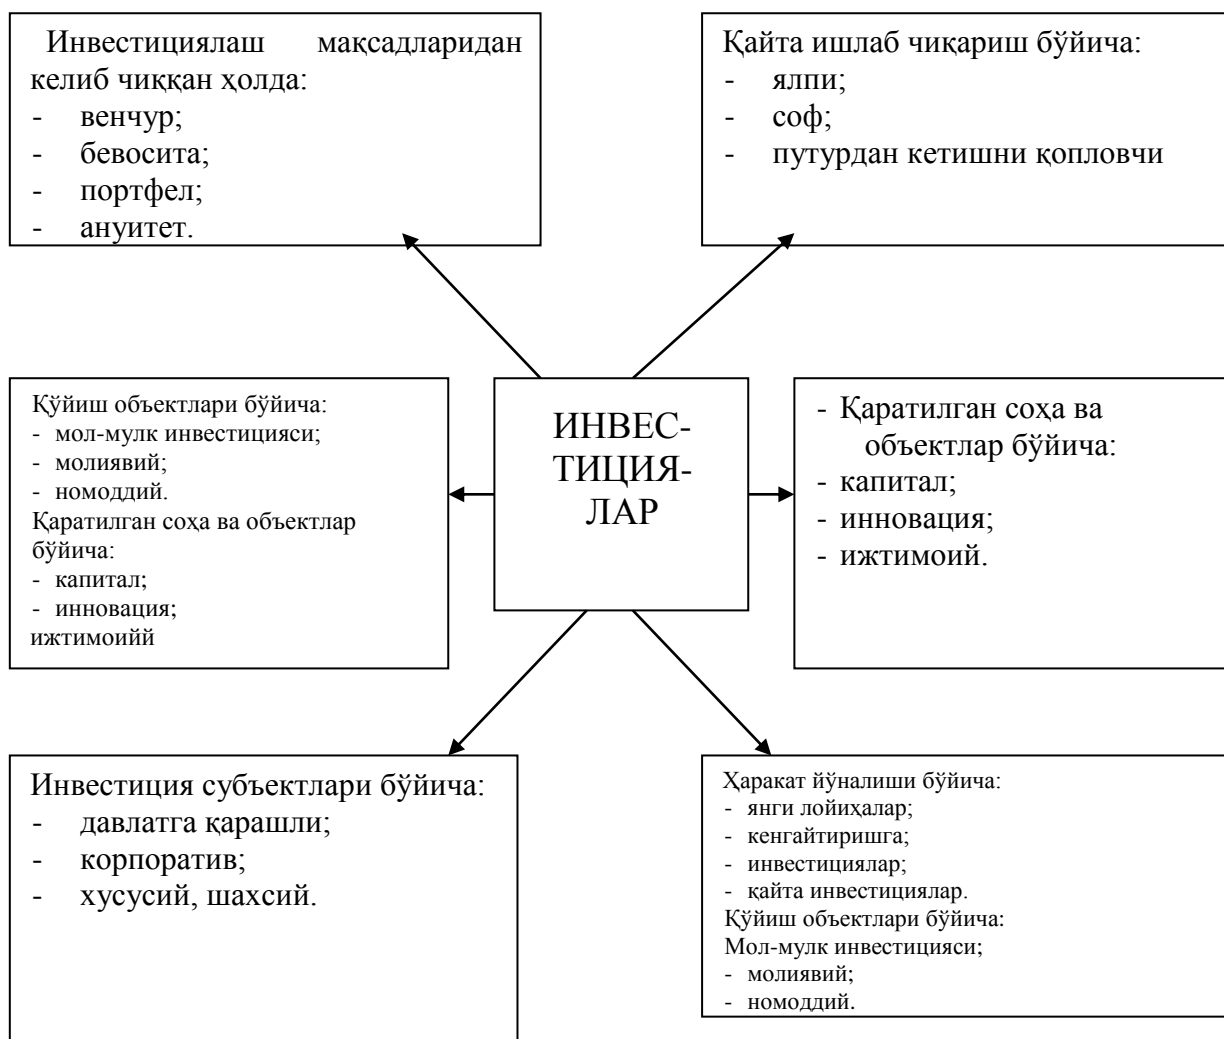 Инвестициялаш мақсадларидан
келиб чиққан ҳолда:
- венчур;
- бевосита;
- портфел;
- ануитет.
Қайта ишлаб чиқариш бўйича:
- ялпи;
- соф;
- путурдан кетишни қопловчи
Қўйиш объектлари бўйича:
- мол-мулк инвестицияси;
- молиявий;
- номоддий.
Қаратилган соҳа ва объектлар
бўйича:
- капитал;
- инновация;
ижтимоийй
ИНВЕС-
ТИЦИЯ-
ЛАР
- Қаратилган соҳа ва
объектлар бўйича:
- капитал;
- инновация;
- ижтимоий.
Инвестиция субъектлари бўйича:
- давлатга қарашли;
- корпоратив;
- хусусий, шахсий.
Ҳаракат йўналиши бўйича:
- янги лойиҳалар;
- кенгайтиришга;
- инвестициялар;
- қайта инвестициялар.
Қўйиш объектлари бўйича:
Мол-мулк инвестицияси;
- молиявий;
- номоддий.